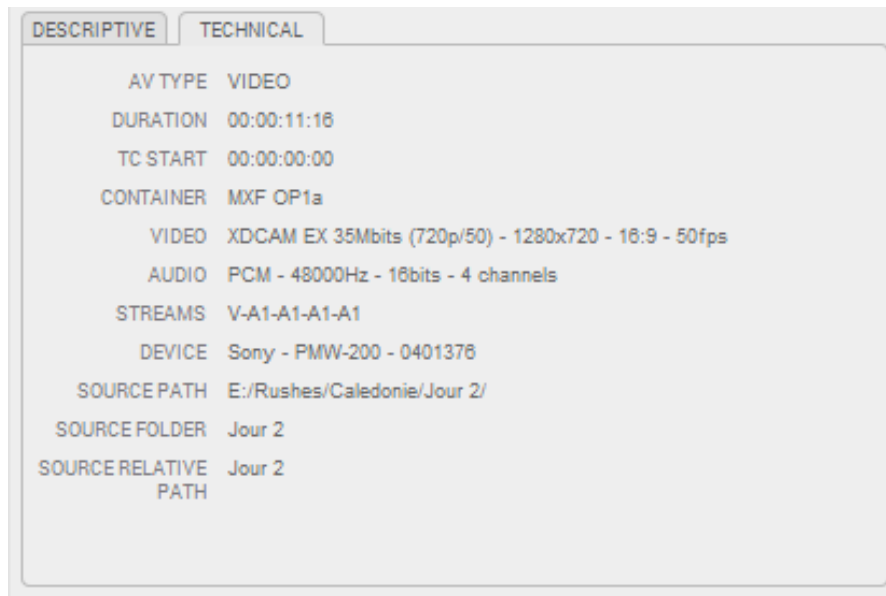 DESCRIPTIVE TECHNICAL
AV TYPE VIDEO
DURATION 00:00:11:16
TC START 00:00:00:00
CONTAINER MXF OP1a
VIDEO XDCAM EX 35Mbits (720p/50) - 1280x720 - 16:9 - 50fps
AUDIO PCM - 48000Hz - 16bits - 4 channels
STREAMS V-A1-A1-A1-A1
DEVICE Sony - PMW-200 - 0401376
SOURCE PATH E:/Rushes/Caledonie/Jour 2/
SOURCE FOLDER Jour 2
SOURCE RELATIVE Jour 2
PATH